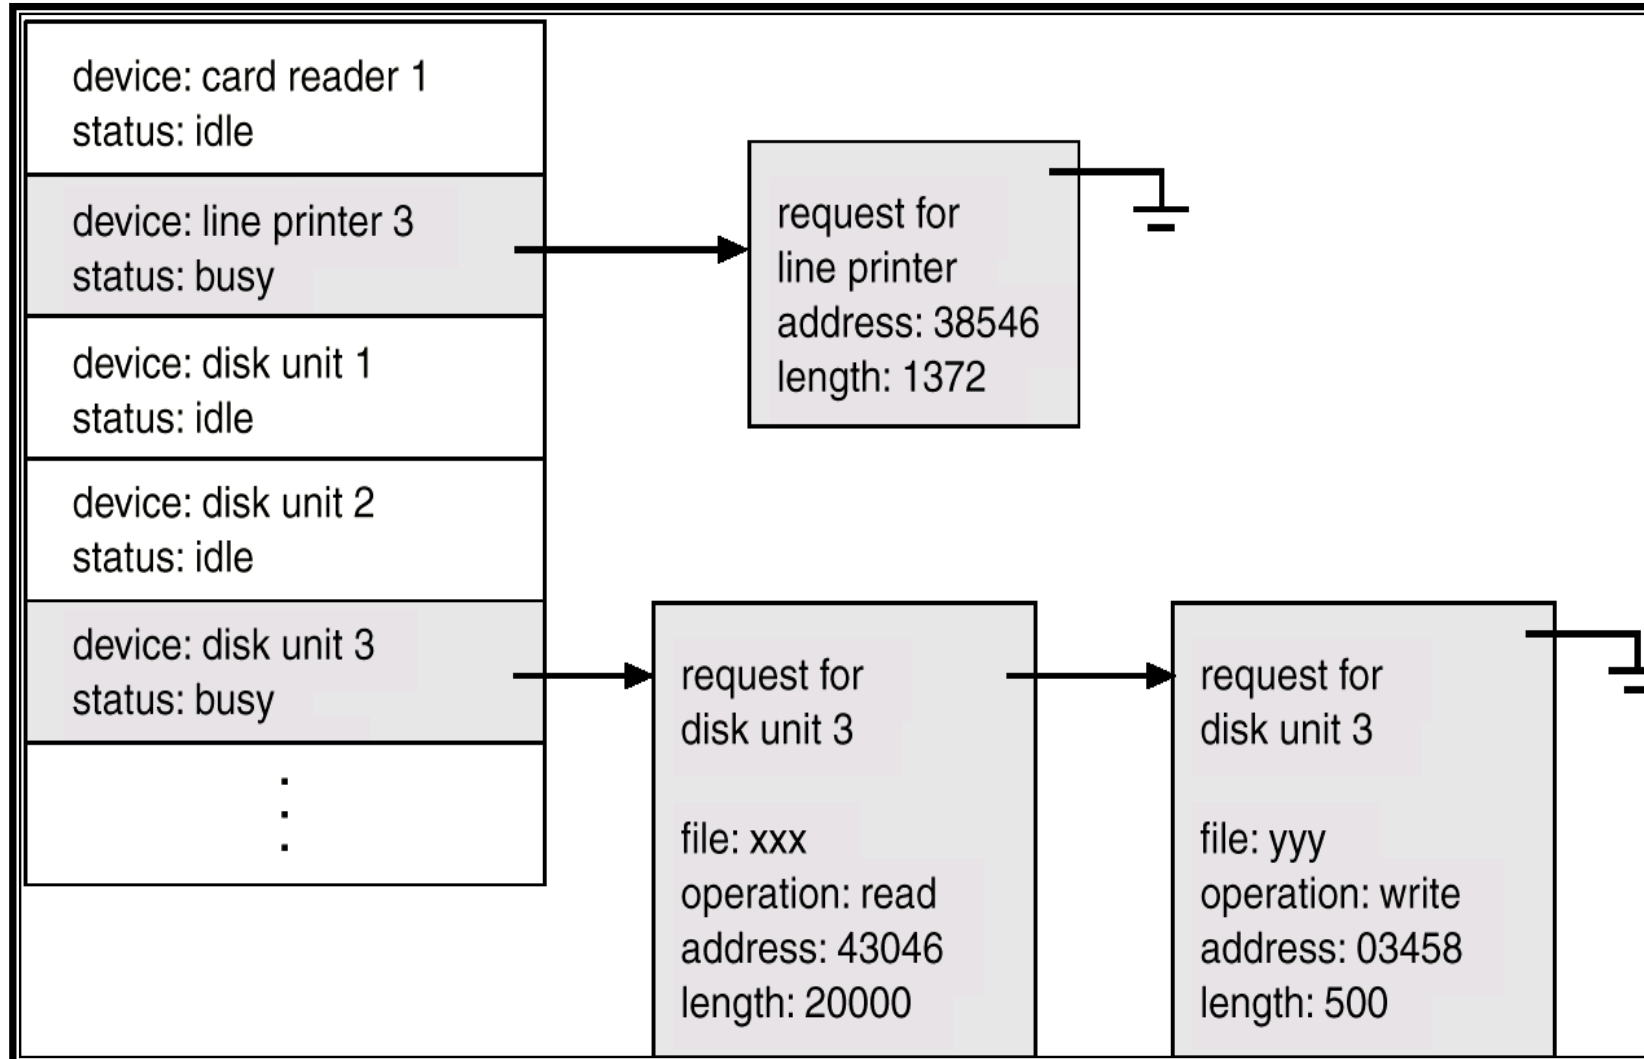 device: card reader 1
status: idle
device: line printer 3
status: busy
device: disk unit 1
status: idle
device: disk unit 2
status: idle
device: disk unit 3
status: busy
request for
line printer
address: 38546
length: 1372
request for
disk unit 3
file: xxx
operation: read
address: 43046
length: 20000
request for
disk unit 3
file: yyy
operation: write
address: 03458
length: 500